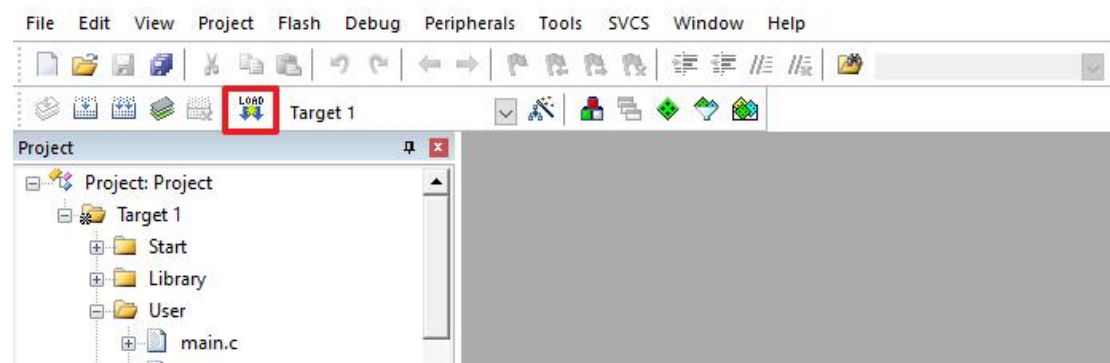 File Edit View Project Flash Debug Peripherals Tools SVCS Window Help
LOAD
Target 1
Project
Project: Project
Target 1
Start
Library
User
main.c